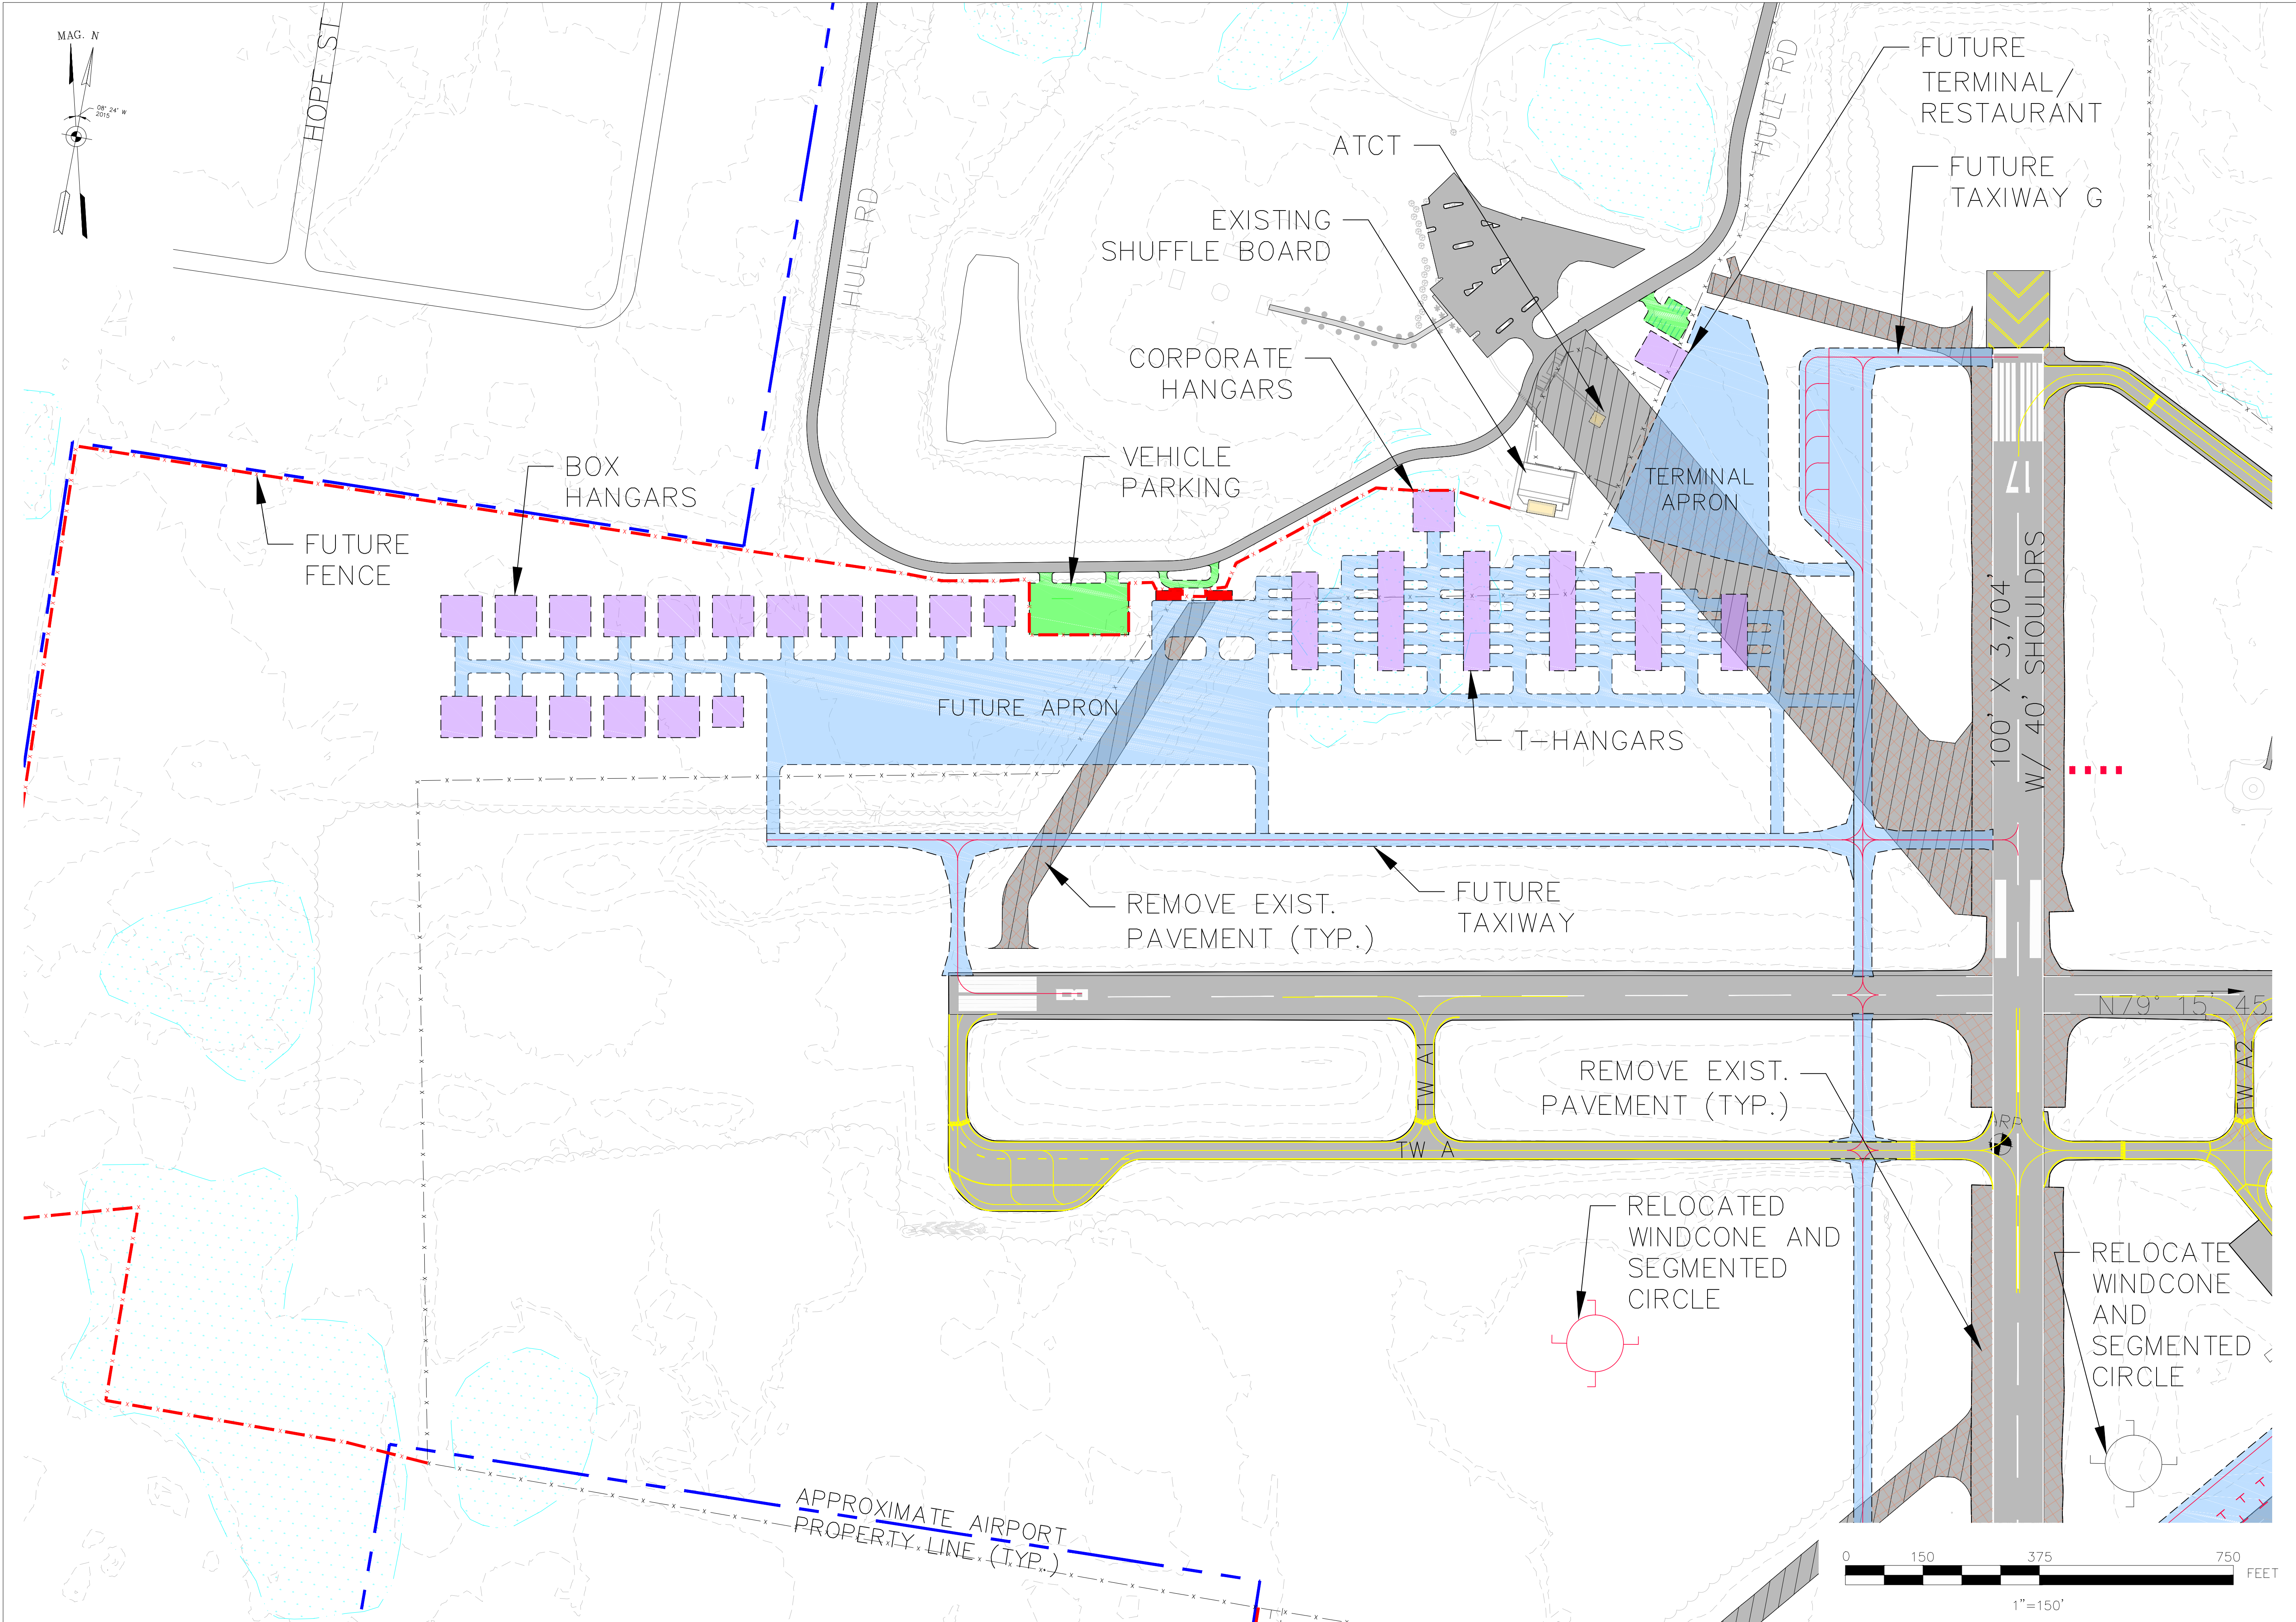 MAG. N
08° 24' W
2015
HOPE ST
HULL RD
HULL RD
FUTURE
TERMINAL/
RESTAURANT
ATCT
FUTURE
TAXIWAY G
EXISTING
SHUFFLE BOARD
CORPORATE
HANGARS
VEHICLE
PARKING
BOX
HANGARS
TERMINAL
APRON
17
FUTURE
FENCE
100' X 3,704'
W/ 40' SHOULDRS
FUTURE APRON
T-HANGARS
FUTURE
TAXIWAY
REMOVE EXIST.
PAVEMENT (TYP.)
8
N79° 15' 45
TW A1
TW A2
REMOVE EXIST.
PAVEMENT (TYP.)
ARP
TW A
RELOCATED
WINDCONE AND
SEGMENTED
CIRCLE
RELOCATE
WINDCONE
AND
SEGMENTED
CIRCLE
APPROXIMATE AIRPORT
PROPERTY LINE (TYP.)
0 150 375 750
FEET
1"=150'